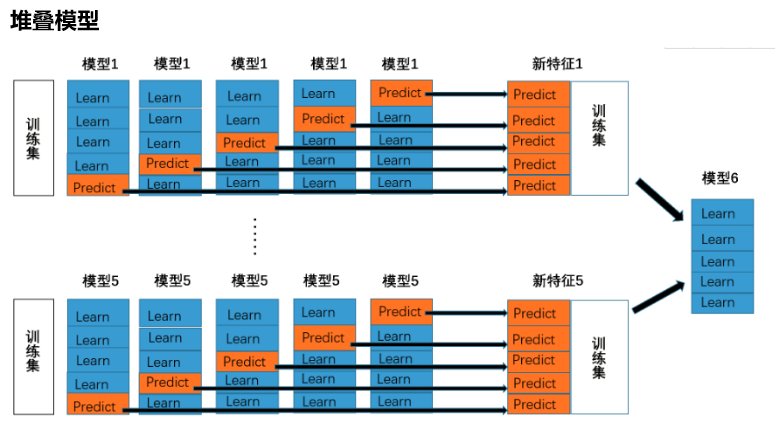 堆叠模型
模型1 模型1 模型1 模型1 模型1 新特征1
训练集
Learn Learn Learn Learn Predict Predict
Learn Learn Learn Predict Learn Predict
Learn Learn Predict Learn Learn Predict
Learn Predict Learn Learn Learn Predict
Predict Learn Learn Learn Learn Predict
训练集
模型6
Learn
Learn
Learn
Learn
Learn
模型5 模型5 模型5 模型5 模型5 新特征5
训练集
Learn Learn Learn Learn Predict Predict
Learn Learn Learn Predict Learn Predict
Learn Learn Predict Learn Learn Predict
Learn Predict Learn Learn Learn Predict
Predict Learn Learn Learn Learn Predict
训练集